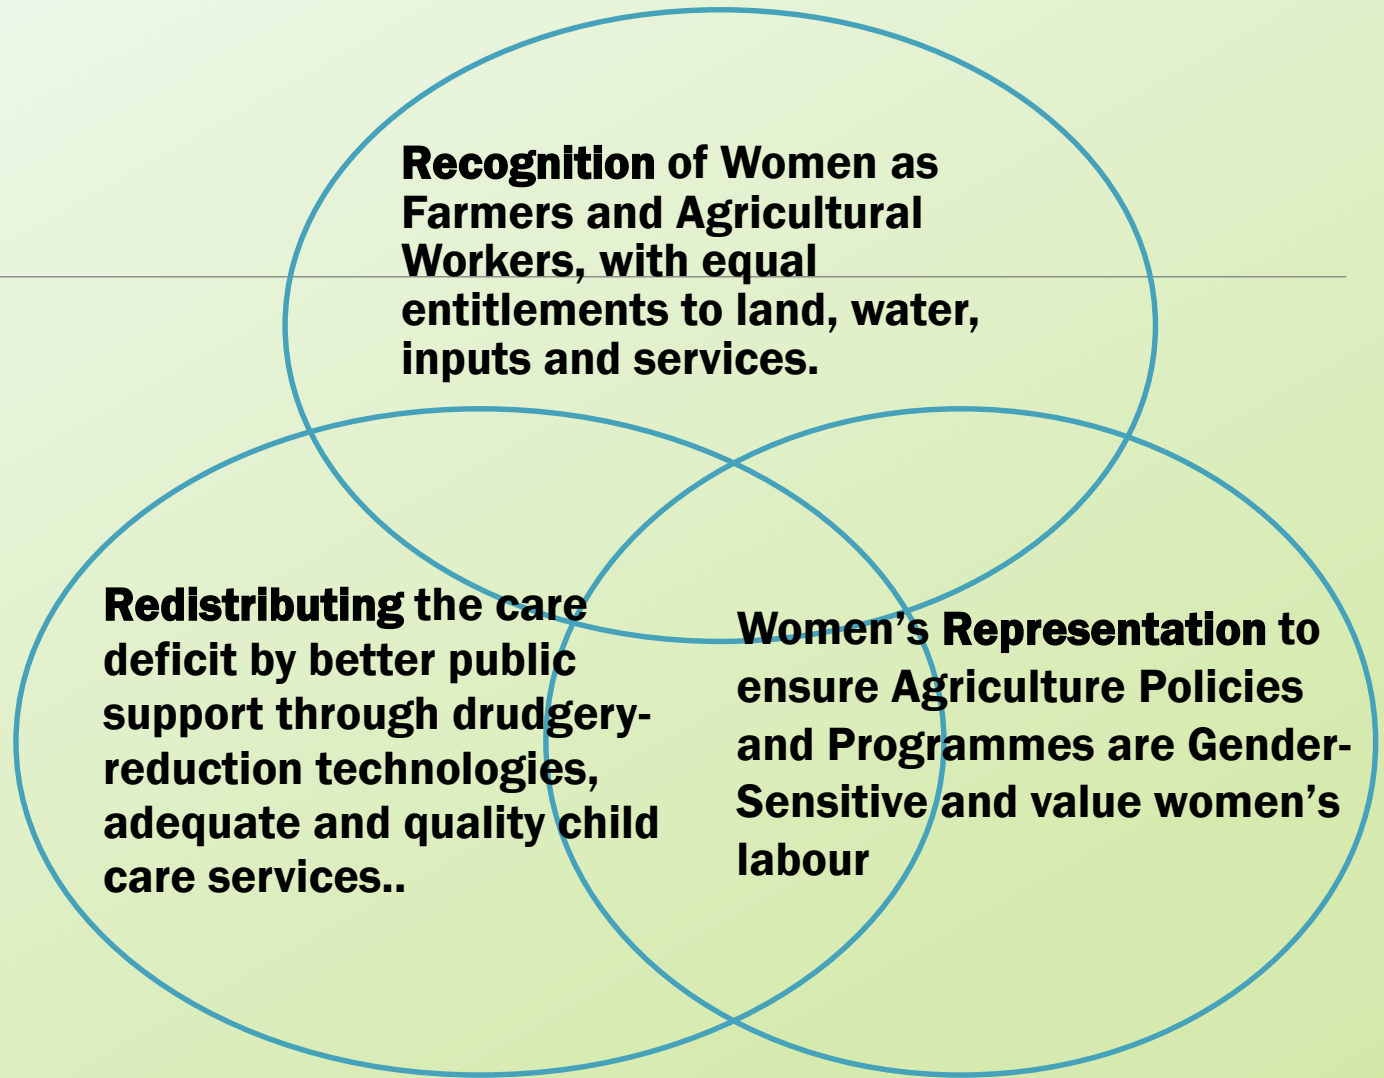 Recognition of Women as
Farmers and Agricultural
Workers, with equal
entitlements to land, water,
inputs and services.
Redistributing the care
deficit by better public
support through drudgery-
reduction technologies,
adequate and quality child
care services..
Women’s Representation to
ensure Agriculture Policies
and Programmes are Gender-
Sensitive and value women’s
labour